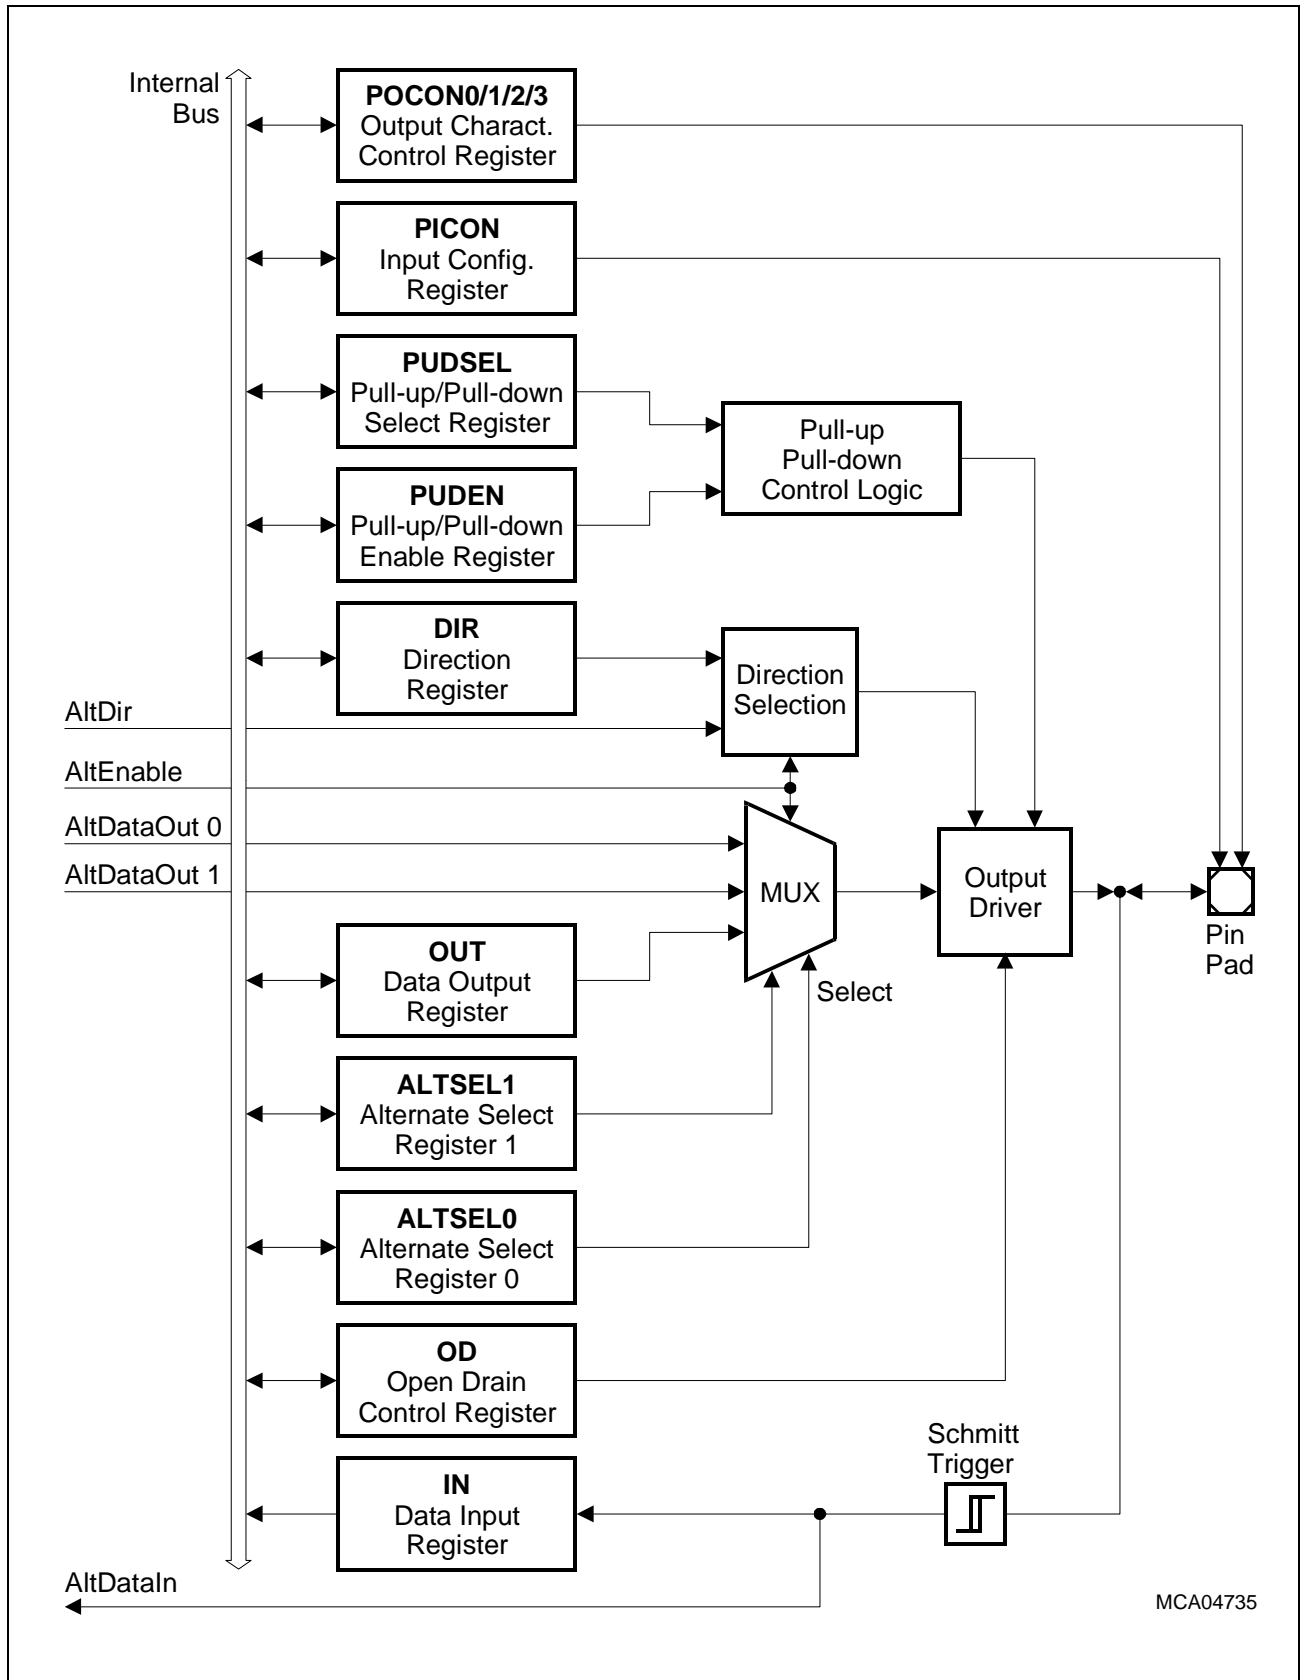 Internal
Bus
POCON0/1/2/3
Output Charact.
Control Register
PICON
Input Config.
Register
PUDSEL
Pull-up/Pull-down
Select Register
Pull-up
Pull-down
Control Logic
PUDEN
Pull-up/Pull-down
Enable Register
DIR
Direction
Register
Direction
Selection
AltDir
AltEnable
AltDataOut 0
AltDataOut 1
MUX
Output
Driver
Pin
Pad
OUT
Data Output
Register
Select
ALTSEL1
Alternate Select
Register 1
ALTSEL0
Alternate Select
Register 0
OD
Open Drain
Control Register
Schmitt
Trigger
IN
Data Input
Register
AltDataIn
MCA04735